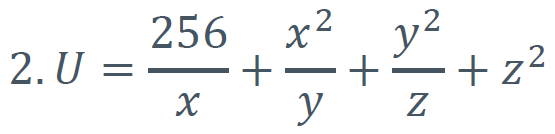 2. U = 256/x + x²/y + y²/z + z²